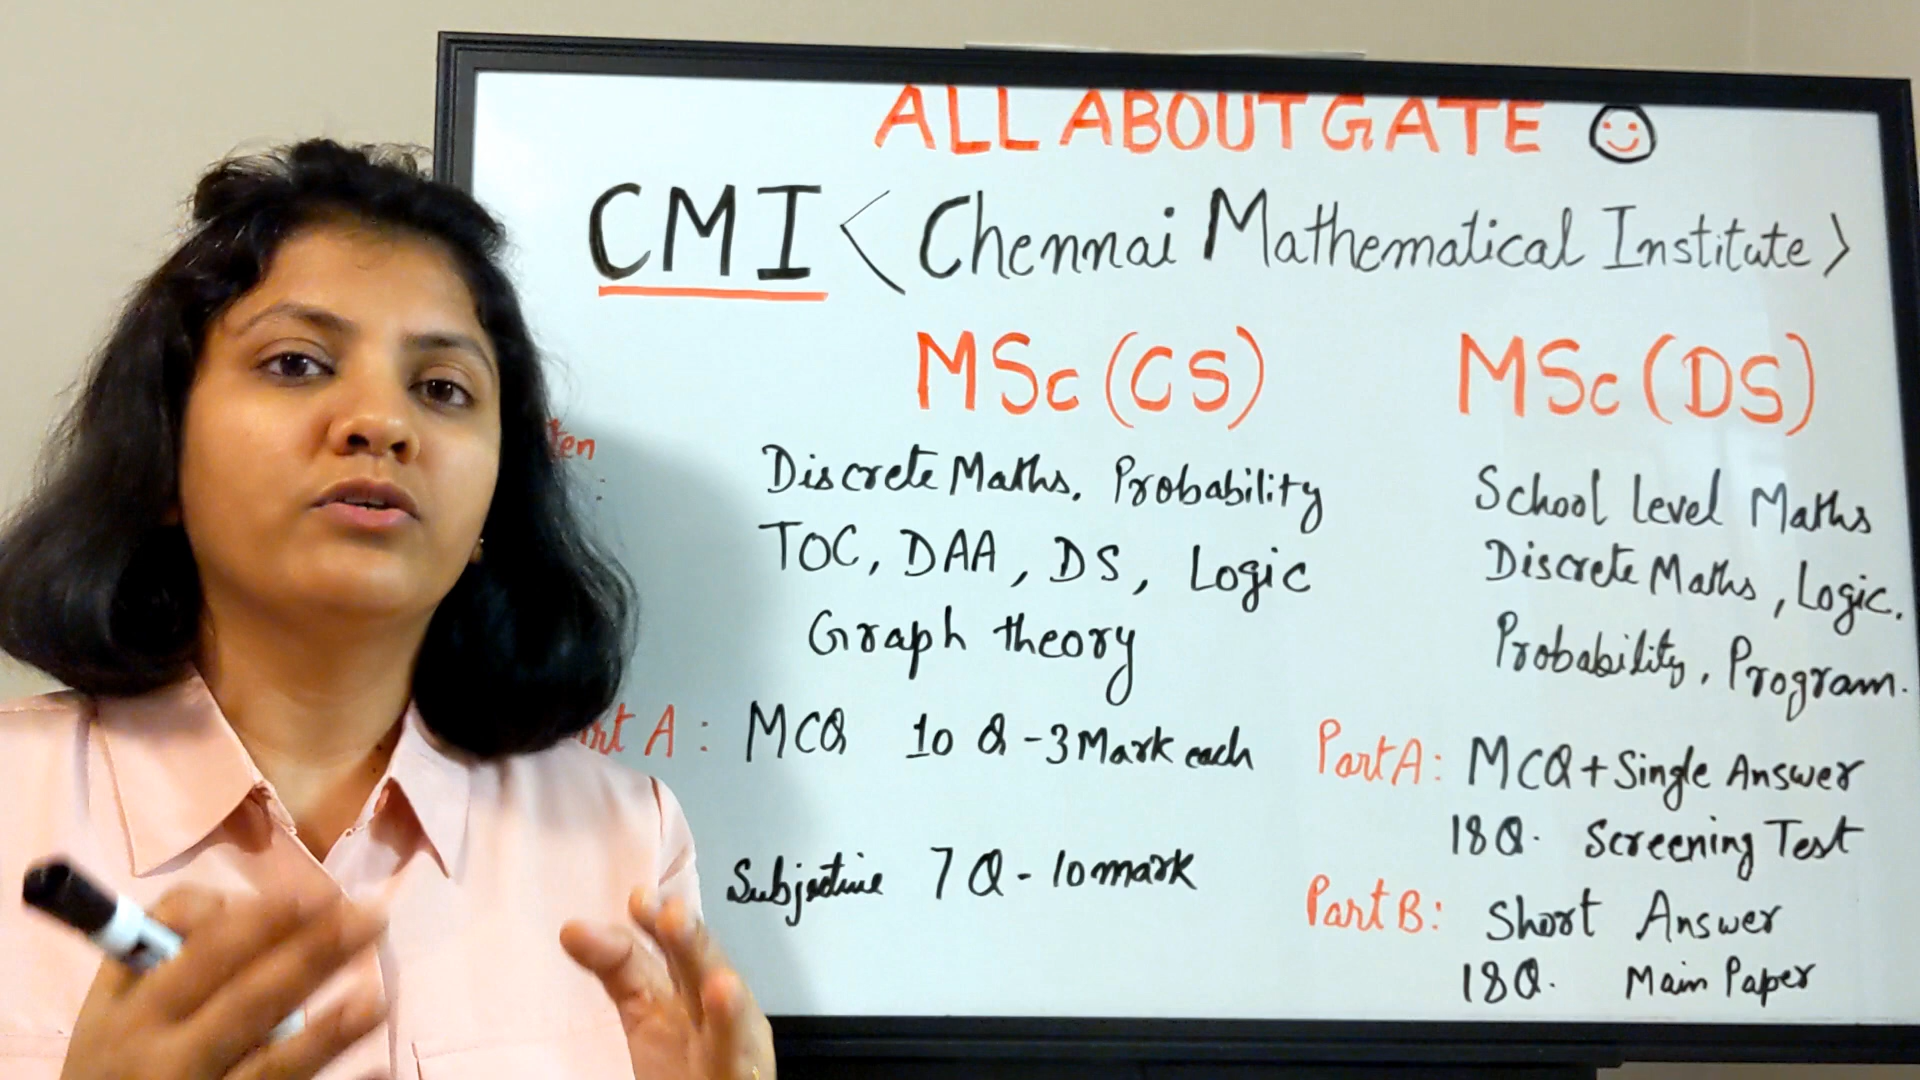 ALL ABOUT GATE
CMI < Chennai Mathematical Institute >
MSc (CS)
MSc (DS)
Discrete Maths. Probability
TOC, DAA, DS, Logic
Graph theory
School level Maths
Discrete Maths, Logic.
Probability, Program.
A : MCQ 10 Q - 3 Mark each
Subjective 7 Q - 10 mark
Part A : MCQ + Single Answer
18 Q. Screening Test
Part B : Short Answer
18 Q. Main Paper